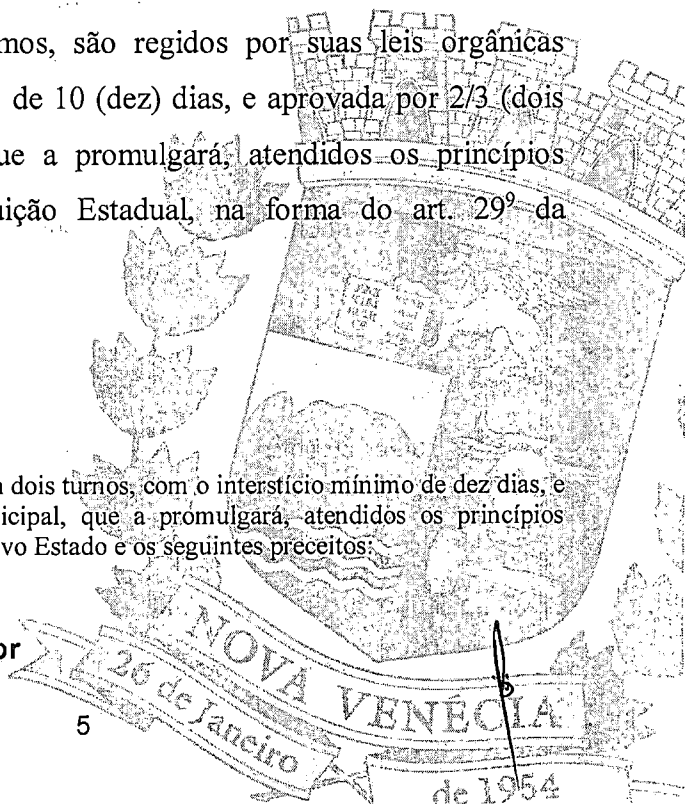 mos, são regidos por suas leis orgânicas
de 10 (dez) dias, e aprovada por 2/3 (dois
ue a promulgará, atendidos os princípios
uição Estadual, na forma do art. 29⁹ da
dois turnos, com o interstício mínimo de dez dias, e
icipal, que a promulgará, atendidos os princípios
vo Estado e os seguintes preceitos:
or
5
NOVA VENÉCIA
26 de Janeiro
de 1954